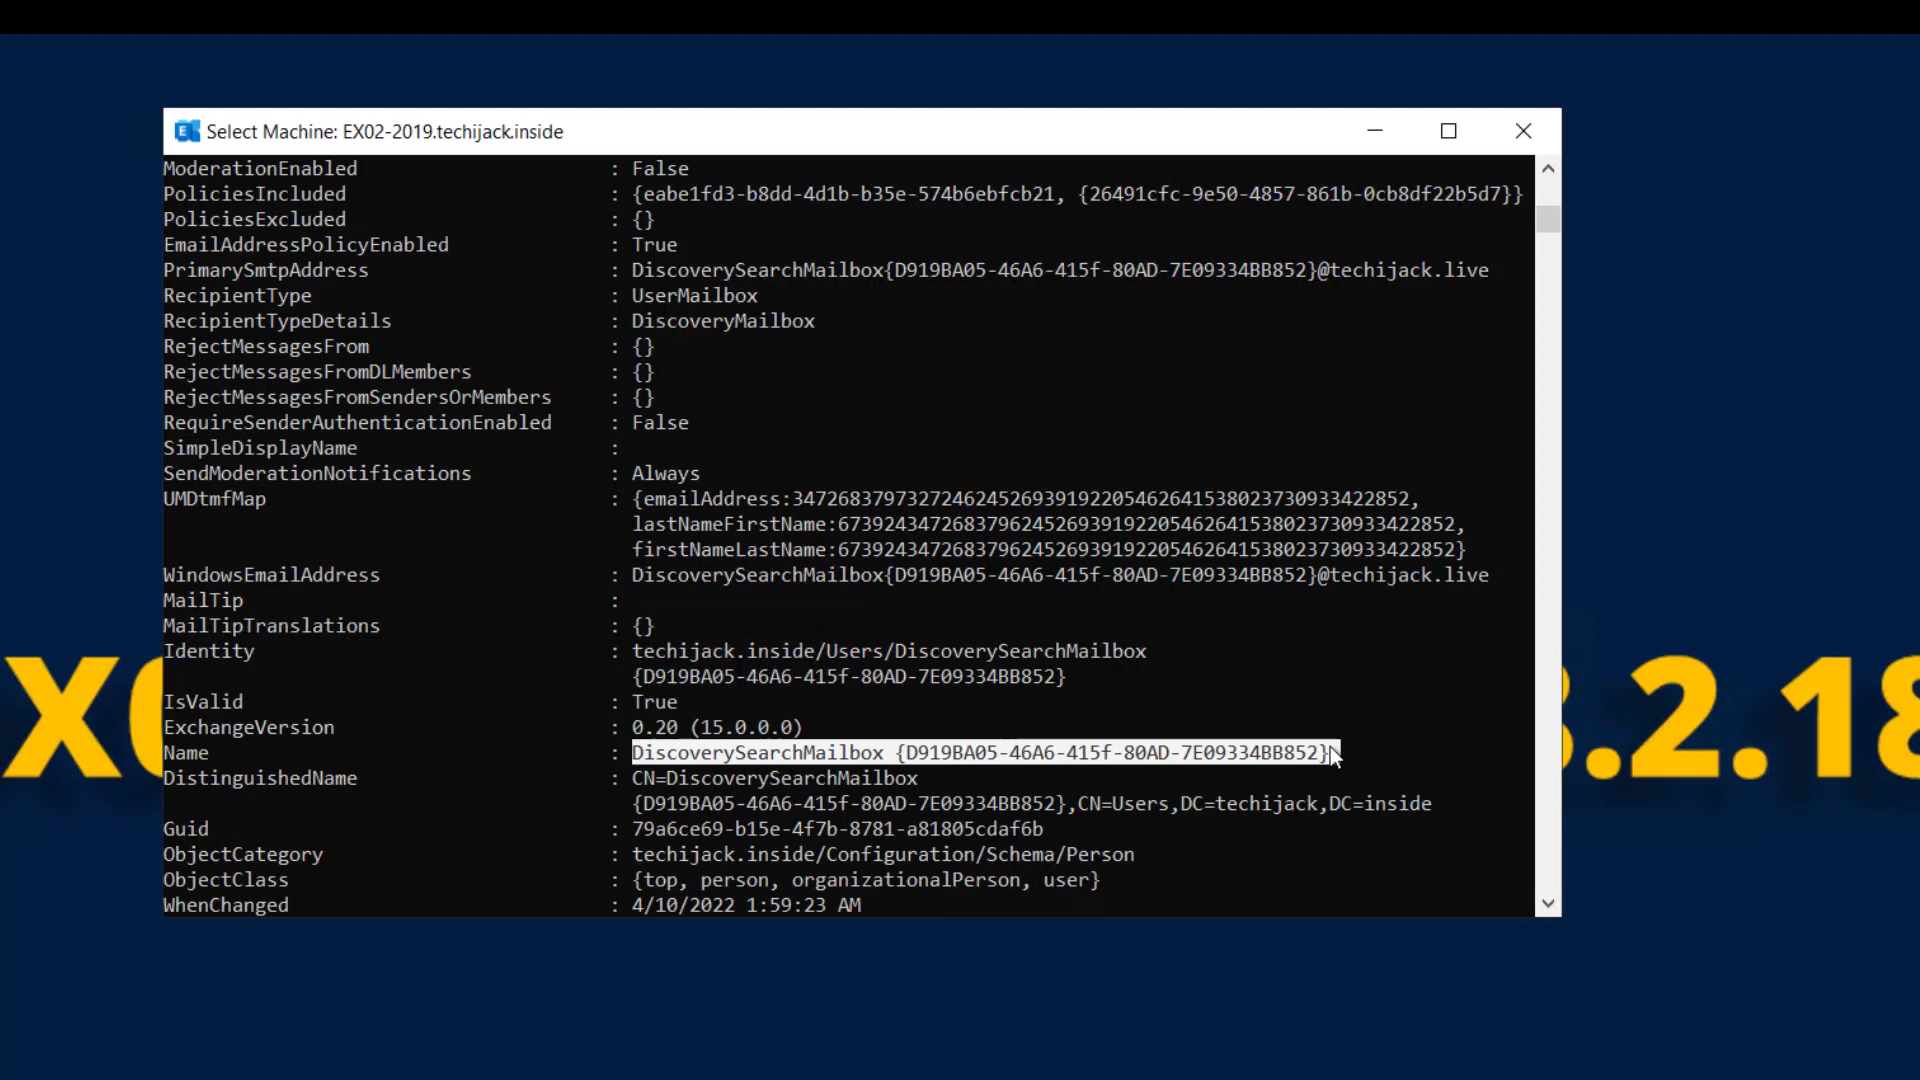 Select Machine: EX02-2019.techijack.inside
ModerationEnabled : False
PoliciesIncluded : {eabe1fd3-b8dd-4d1b-b35e-574b6ebfcb21, {26491cfc-9e50-4857-861b-0cb8df22b5d7}}
PoliciesExcluded : {}
EmailAddressPolicyEnabled : True
PrimarySmtpAddress : DiscoverySearchMailbox{D919BA05-46A6-415f-80AD-7E09334BB852}@techijack.live
RecipientType : UserMailbox
RecipientTypeDetails : DiscoveryMailbox
RejectMessagesFrom : {}
RejectMessagesFromDLMembers : {}
RejectMessagesFromSendersOrMembers : {}
RequireSenderAuthenticationEnabled : False
SimpleDisplayName :
SendModerationNotifications : Always
UMDtmfMap : {emailAddress:3472683797327246245269391922054626415380237309334​22852,
lastNameFirstName:673924347268379624526939192205462641538023730933422852,
firstNameLastName:673924347268379624526939192205462641538023730933422852}
WindowsEmailAddress : DiscoverySearchMailbox{D919BA05-46A6-415f-80AD-7E09334BB852}@techijack.live
MailTip :
MailTipTranslations : {}
Identity : techijack.inside/Users/DiscoverySearchMailbox
{D919BA05-46A6-415f-80AD-7E09334BB852}
IsValid : True
ExchangeVersion : 0.20 (15.0.0.0)
Name : DiscoverySearchMailbox {D919BA05-46A6-415f-80AD-7E09334BB852}
DistinguishedName : CN=DiscoverySearchMailbox
{D919BA05-46A6-415f-80AD-7E09334BB852},CN=Users,DC=techijack,DC=inside
Guid : 79a6ce69-b15e-4f7b-8781-a81805cdaf6b
ObjectCategory : techijack.inside/Configuration/Schema/Person
ObjectClass : {top, person, organizationalPerson, user}
WhenChanged : 4/10/2022 1:59:23 AM